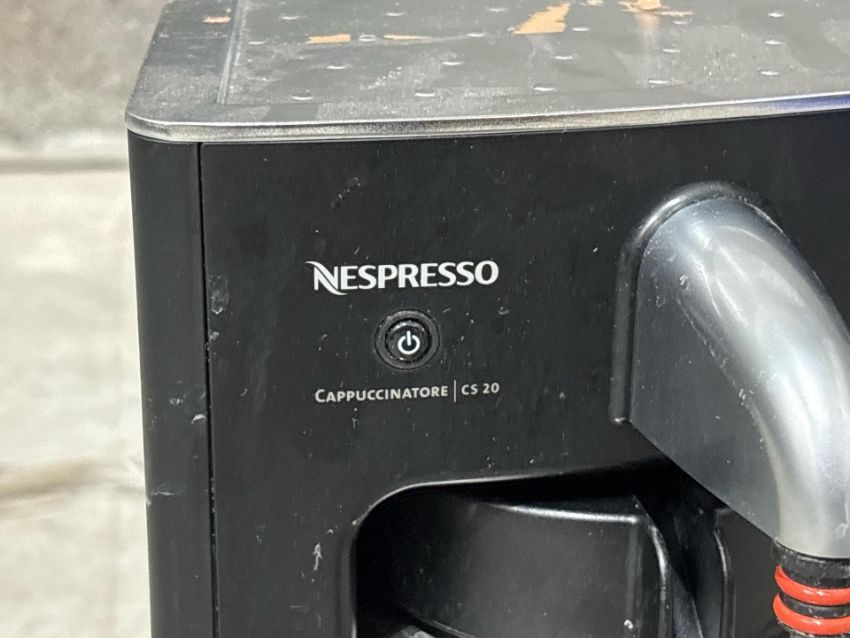 NESPRESSO
CAPPUCCINATORE | CS 20